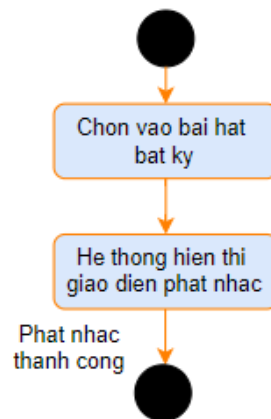 Chon vao bai hat
bat ky
He thong hien thi
giao dien phat nhac
Phat nhac
thanh cong